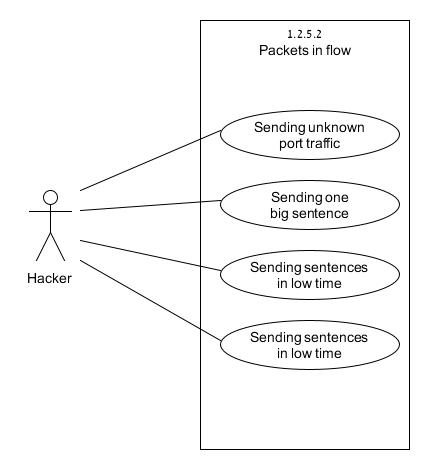 1.2.5.2
Packets in flow
Sending unknown
port traffic
Sending one
big sentence
Sending sentences
in low time
Sending sentences
in low time
Hacker